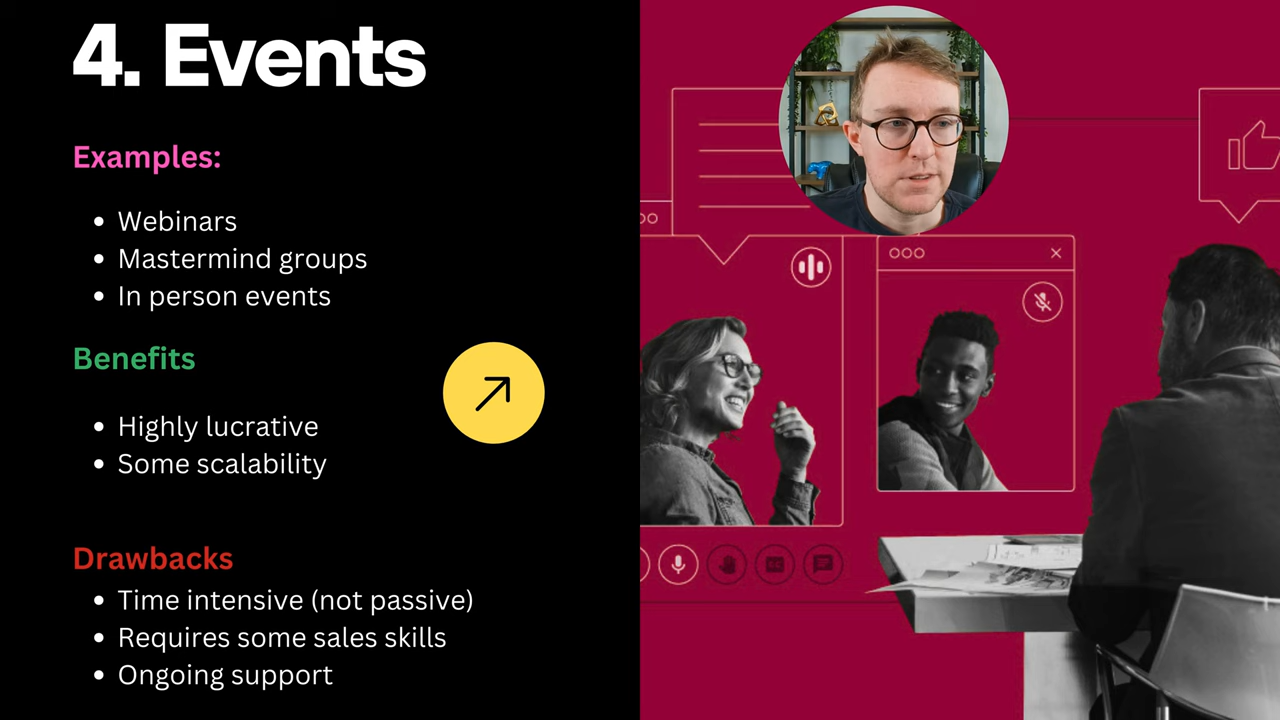 4. Events
Examples:
Webinars
Mastermind groups
In person events
Benefits
Highly lucrative
Some scalability
Drawbacks
Time intensive (not passive)
Requires some sales skills
Ongoing support
CC